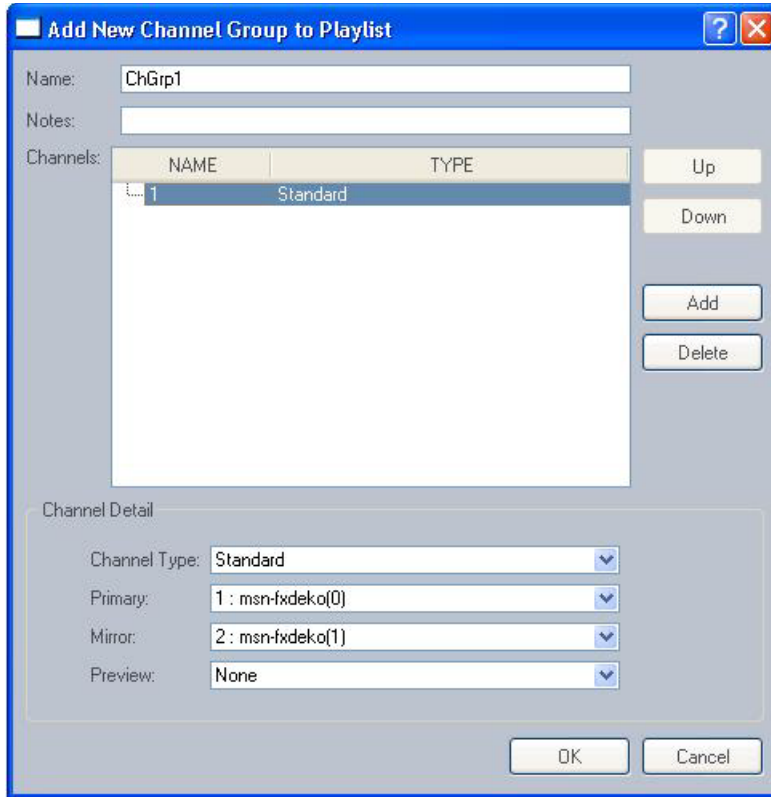 Add New Channel Group to Playlist
Name: ChGrp1
Notes:
Channels: NAME TYPE
1 Standard
Up
Down
Add
Delete
Channel Detail
Channel Type: Standard
Primary: 1 : msn-fxdeko(0)
Mirror: 2 : msn-fxdeko(1)
Preview: None
OK Cancel